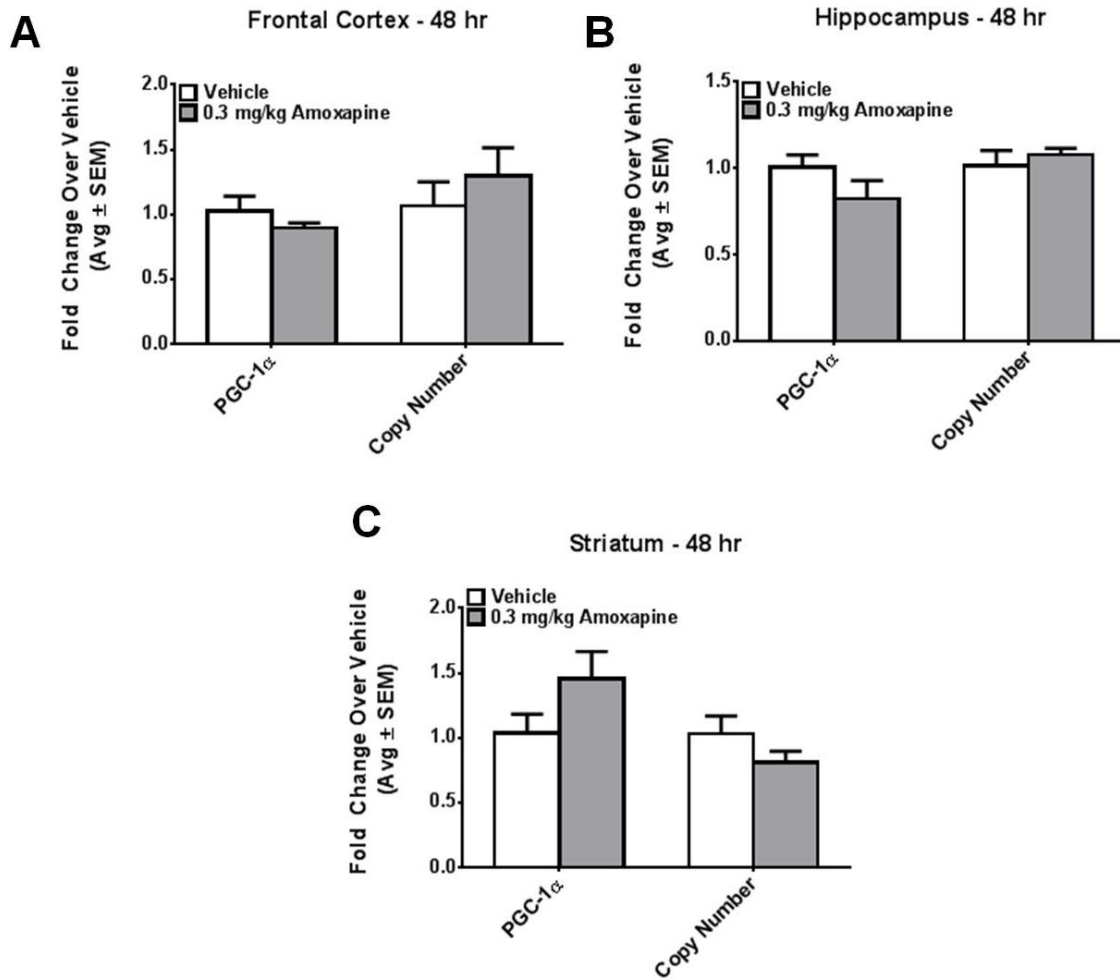 A
Frontal Cortex - 48 hr
Fold Change Over Vehicle
(Avg ± SEM)
2.0
1.5
1.0
0.5
0.0
Vehicle
0.3 mg/kg Amoxapine
PGC-1α
Copy Number
B
Hippocampus - 48 hr
Fold Change Over Vehicle
(Avg ± SEM)
1.5
1.0
0.5
0.0
Vehicle
0.3 mg/kg Amoxapine
PGC-1α
Copy Number
C
Striatum - 48 hr
Fold Change Over Vehicle
(Avg ± SEM)
2.0
1.5
1.0
0.5
0.0
Vehicle
0.3 mg/kg Amoxapine
PGC-1α
Copy Number